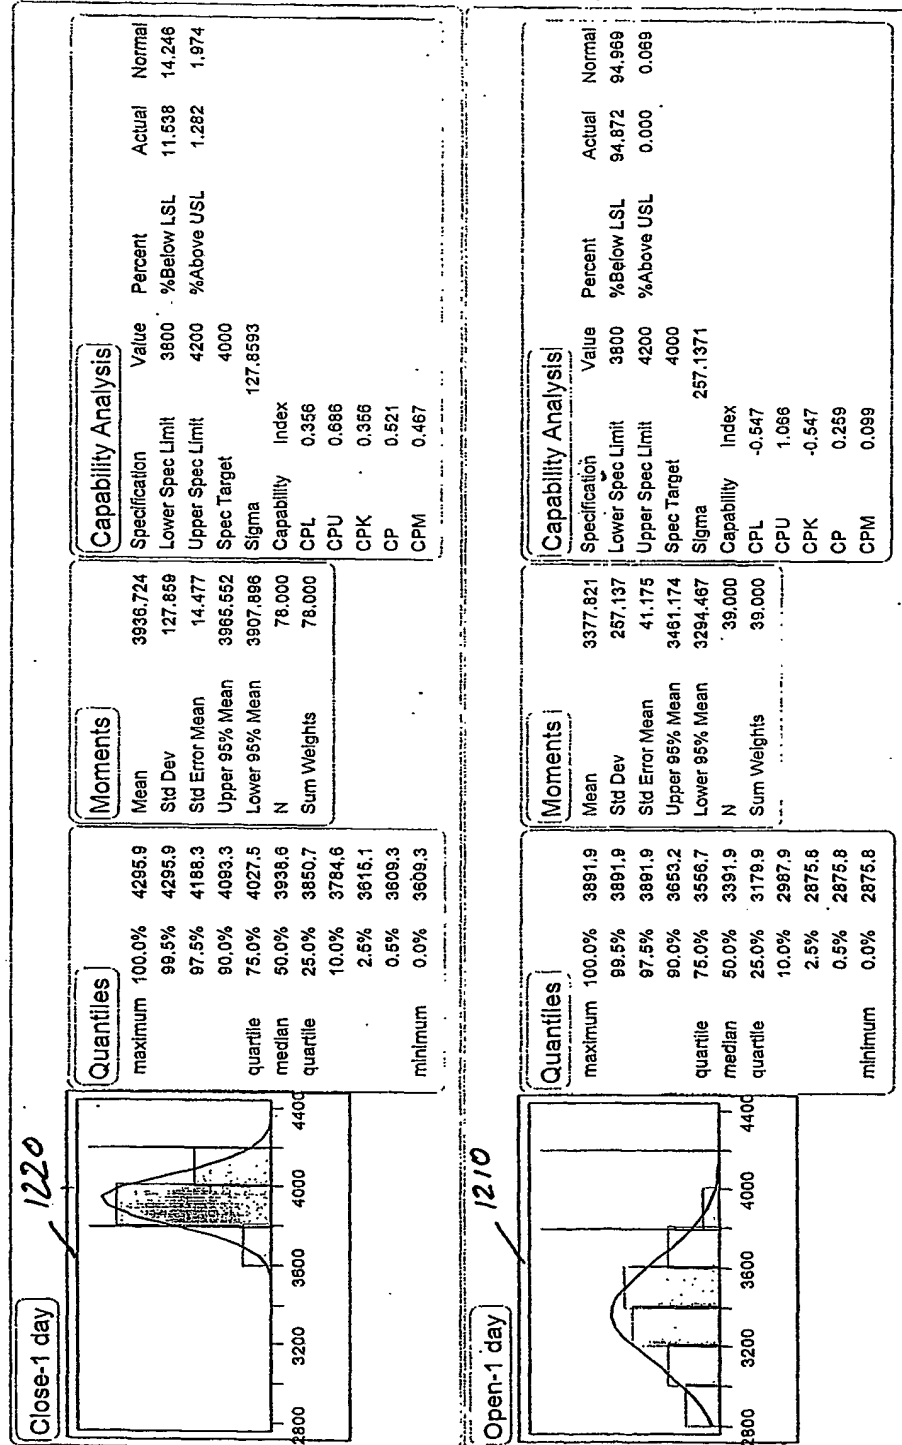 Close-1 day
1220
2800 3200 3600 4000 4400
Quantiles
maximum 100.0% 4295.9
99.5% 4295.9
97.5% 4188.3
90.0% 4093.3
quartile 75.0% 4027.5
median 50.0% 3938.6
quartile 25.0% 3850.7
10.0% 3784.6
2.5% 3615.1
0.5% 3609.3
minimum 0.0% 3609.3
Moments
Mean 3936.724
Std Dev 127.859
Std Error Mean 14.477
Upper 95% Mean 3965.552
Lower 95% Mean 3907.896
N 78.000
Sum Weights 78.000
Capability Analysis
Specification Value Percent Actual Normal
Lower Spec Limit 3800 %Below LSL 11.538 14.246
Upper Spec Limit 4200 %Above USL 1.282 1.974
Spec Target 4000
Sigma 127.8593
Capability Index
CPL 0.356
CPU 0.686
CPK 0.356
CP 0.521
CPM 0.467
Open-1 day
1210
2800 3200 3600 4000 4400
Quantiles
maximum 100.0% 3891.9
99.5% 3891.9
97.5% 3891.9
90.0% 3653.2
quartile 75.0% 3556.7
median 50.0% 3391.9
quartile 25.0% 3179.9
10.0% 2987.9
2.5% 2875.8
0.5% 2875.8
minimum 0.0% 2875.8
Moments
Mean 3377.821
Std Dev 257.137
Std Error Mean 41.175
Upper 95% Mean 3461.174
Lower 95% Mean 3294.467
N 39.000
Sum Weights 39.000
Capability Analysis
Specification Value Percent Actual Normal
Lower Spec Limit 3800 %Below LSL 94.872 94.969
Upper Spec Limit 4200 %Above USL 0.000 0.069
Spec Target 4000
Sigma 257.1371
Capability Index
CPL -0.547
CPU 1.066
CPK -0.547
CP 0.259
CPM 0.099